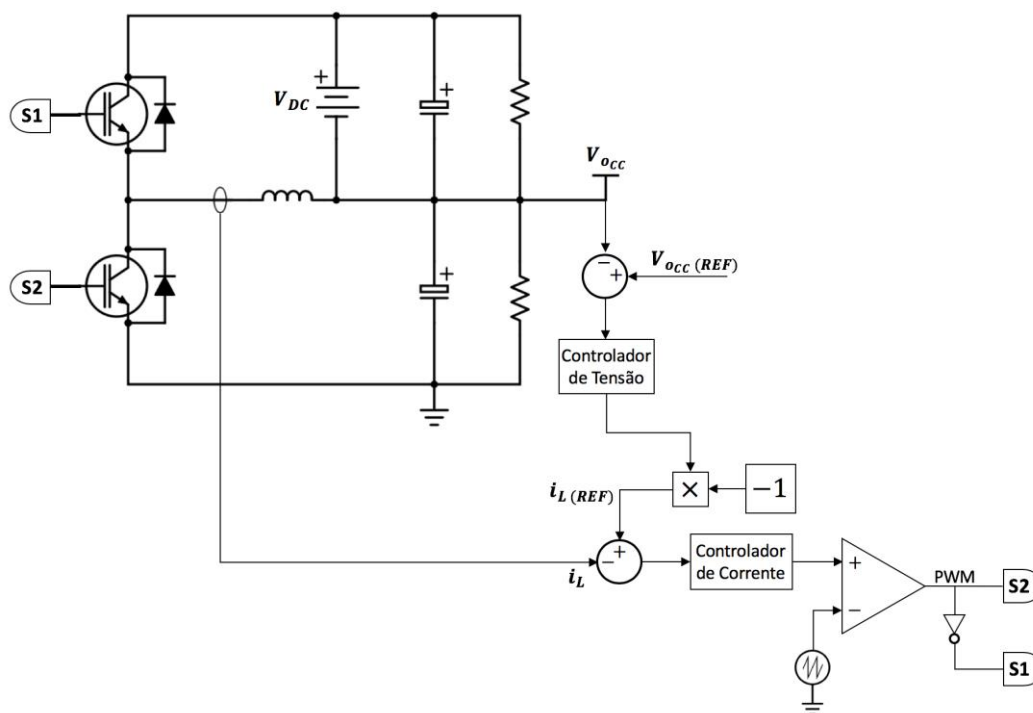 S1
+
V_DC
+
V_oCC
S2
+
−
+
V_oCC (REF)
Controlador
de Tensão
i_L (REF)
×
−1
+
−
i_L
Controlador
de Corrente
+
−
PWM
S2
S1